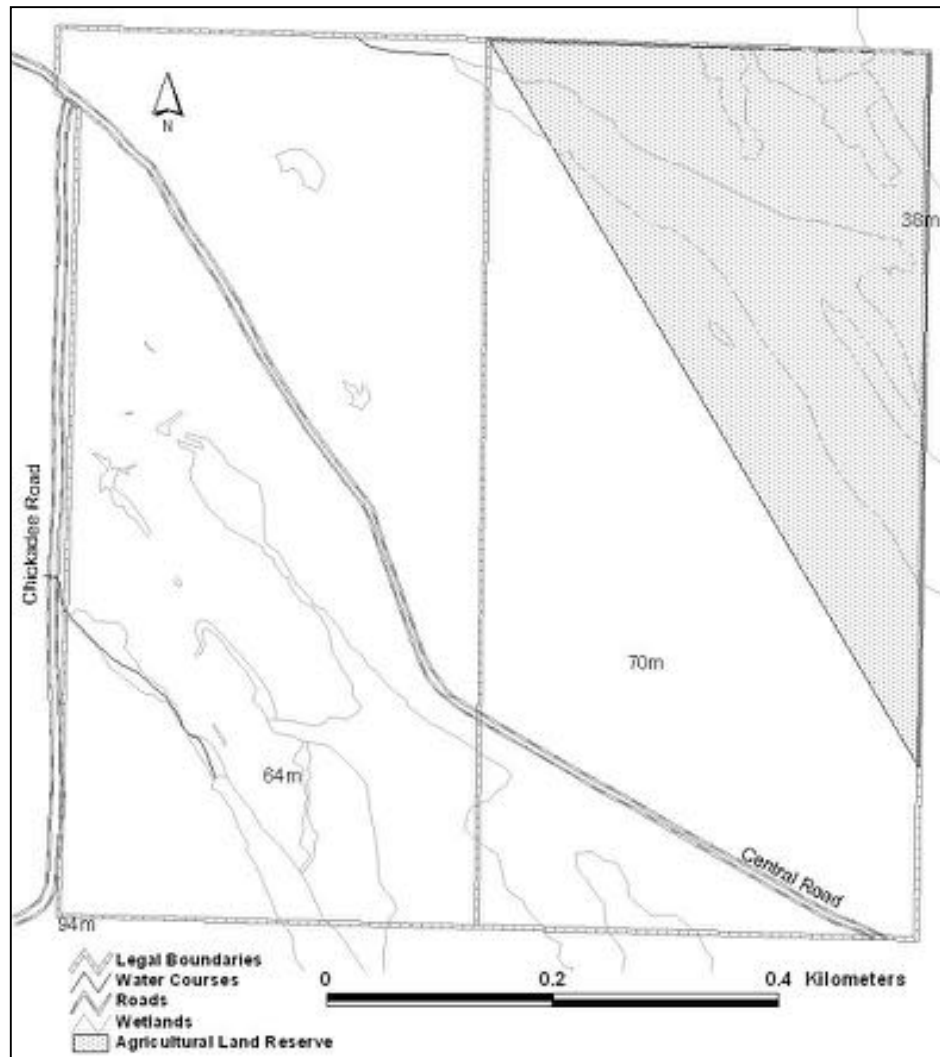 N
38m
Chickadee Road
70m
64m
Central Road
94m
Legal Boundaries
Water Courses
Roads
Wetlands
Agricultural Land Reserve
0 0.2 0.4 Kilometers